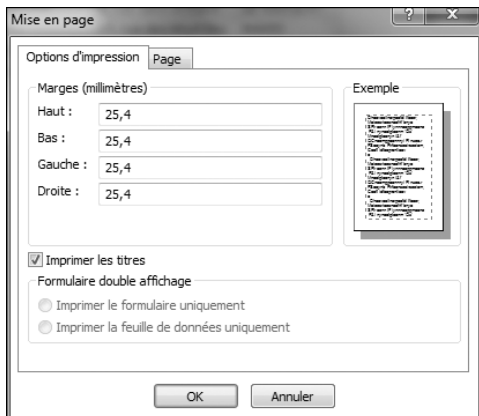 Mise en page
Options d'impression Page
Marges (millimètres)
Haut : 25,4
Bas : 25,4
Gauche : 25,4
Droite : 25,4
Exemple
Imprimer les titres
Formulaire double affichage
Imprimer le formulaire uniquement
Imprimer la feuille de données uniquement
OK Annuler